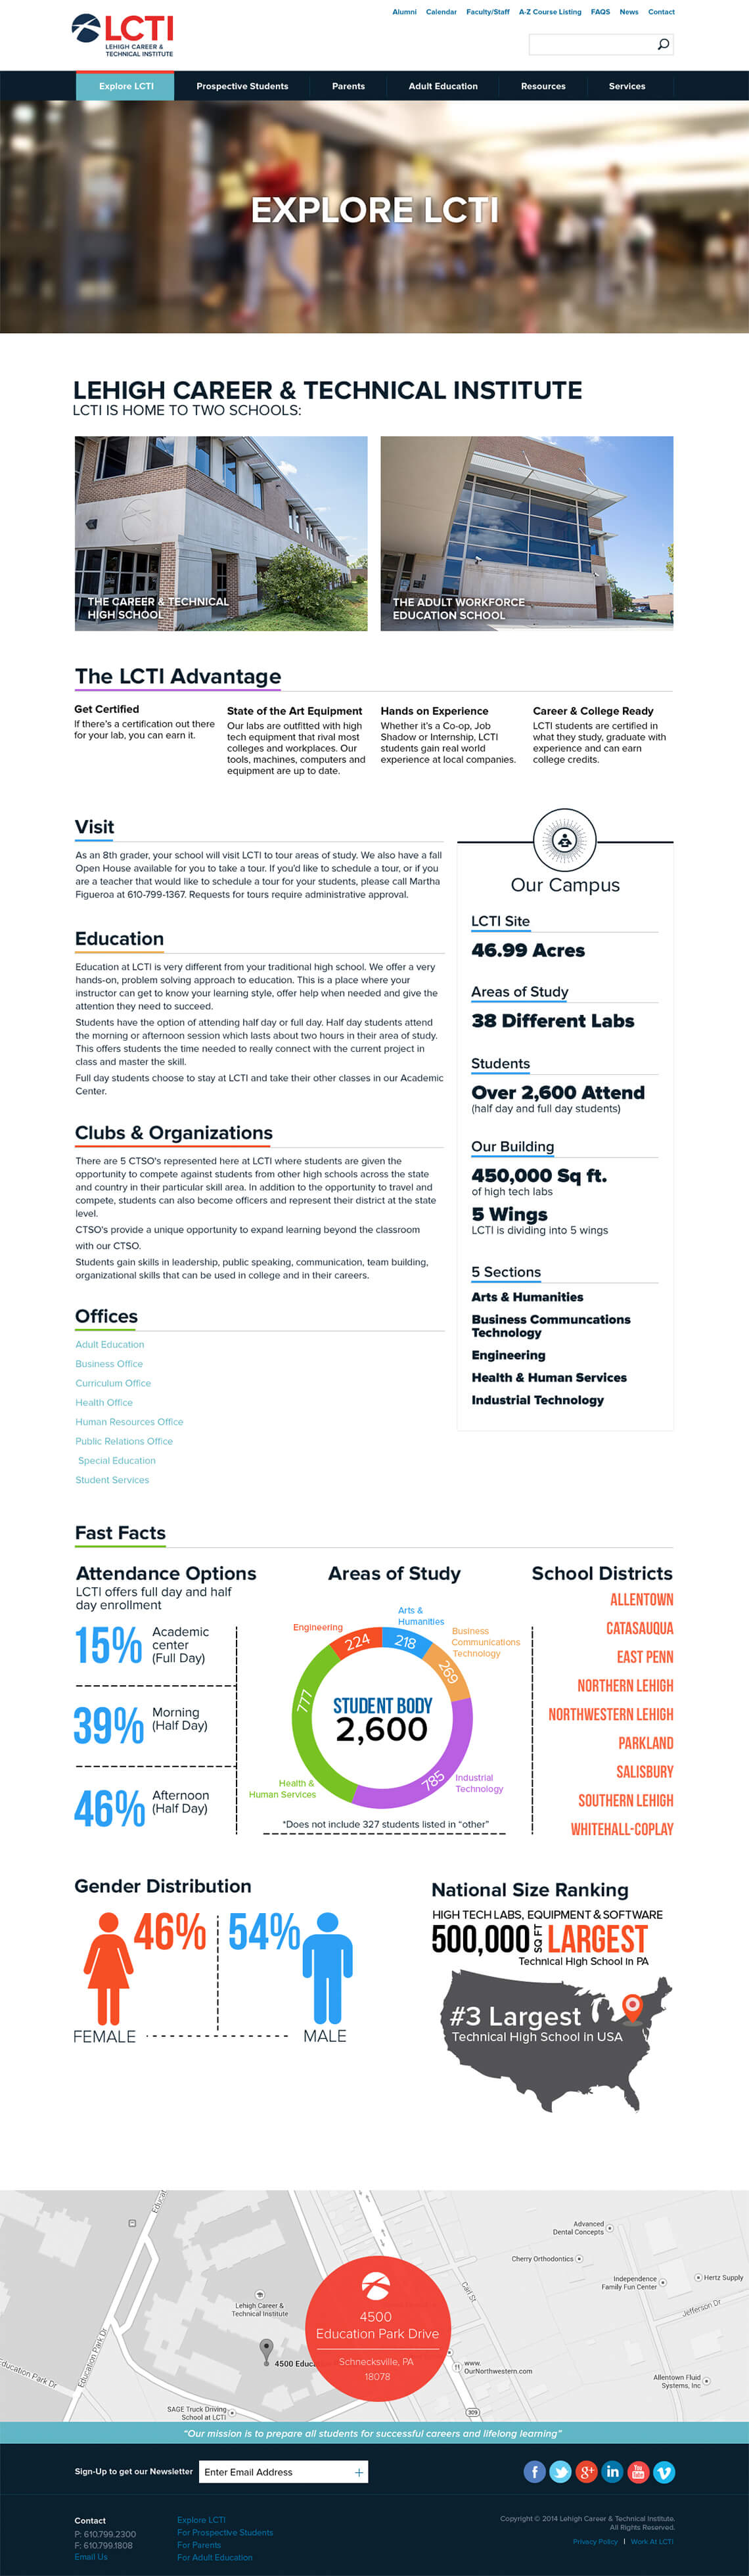 LCTI
LEHIGH CAREER &
TECHNICAL INSTITUTE
Alumni Calendar Faculty/Staff A-Z Course Listing FAQS News Contact
Explore LCTI Prospective Students Parents Adult Education Resources Services
EXPLORE LCTI
LEHIGH CAREER & TECHNICAL INSTITUTE
LCTI IS HOME TO TWO SCHOOLS:
THE CAREER & TECHNICAL
HIGH SCHOOL
THE ADULT WORKFORCE
EDUCATION SCHOOL
The LCTI Advantage
Get Certified
If there's a certification out there
for your lab, you can earn it.
State of the Art Equipment
Our labs are outfitted with high
tech equipment that rival most
colleges and workplaces. Our
tools, machines, computers and
equipment are up to date.
Hands on Experience
Whether it's a Co-op, Job
Shadow or Internship, LCTI
students gain real world
experience at local companies.
Career & College Ready
LCTI students are certified in
what they study, graduate with
experience and can earn
college credits.
Visit
As an 8th grader, your school will visit LCTI to tour areas of study. We also have a fall
Open House available for you to take a tour. If you'd like to schedule a tour, or if you
are a teacher that would like to schedule a tour for your students, please call Martha
Figueroa at 610-799-1367. Requests for tours require administrative approval.
Education
Education at LCTI is very different from your traditional high school. We offer a very
hands-on, problem solving approach to education. This is a place where your
instructor can get to know your learning style, offer help when needed and give the
attention they need to succeed.
Students have the option of attending half day or full day. Half day students attend
the morning or afternoon session which lasts about two hours in their area of study.
This offers students the time needed to really connect with the current project in
class and master the skill.
Full day students choose to stay at LCTI and take their other classes in our Academic
Center.
Clubs & Organizations
There are 5 CTSO's represented here at LCTI where students are given the
opportunity to compete against students from other high schools across the state
and country in their particular skill area. In addition to the opportunity to travel and
compete, students can also become officers and represent their district at the state
level.
CTSO's provide a unique opportunity to expand learning beyond the classroom
with our CTSO.
Students gain skills in leadership, public speaking, communication, team building,
organizational skills that can be used in college and in their careers.
Offices
Adult Education
Business Office
Curriculum Office
Health Office
Human Resources Office
Public Relations Office
Special Education
Student Services
Our Campus
LCTI Site
46.99 Acres
Areas of Study
38 Different Labs
Students
Over 2,600 Attend
(half day and full day students)
Our Building
450,000 Sq ft.
of high tech labs
5 Wings
LCTI is dividing into 5 wings
5 Sections
Arts & Humanities
Business Communcations
Technology
Engineering
Health & Human Services
Industrial Technology
Fast Facts
Attendance Options
LCTI offers full day and half
day enrollment
15% Academic
center
(Full Day)
39% Morning
(Half Day)
46% Afternoon
(Half Day)
Areas of Study
Arts &
Humanities
Engineering
Business
Communications
Technology
224
218
269
777
785
STUDENT BODY
2,600
Health &
Human Services
Industrial
Technology
*Does not include 327 students listed in "other"
School Districts
ALLENTOWN
CATASAUQUA
EAST PENN
NORTHERN LEHIGH
NORTHWESTERN LEHIGH
PARKLAND
SALISBURY
SOUTHERN LEHIGH
WHITEHALL-COPLAY
Gender Distribution
46% 54%
FEMALE MALE
National Size Ranking
HIGH TECH LABS, EQUIPMENT & SOFTWARE
500,000 SQ FT LARGEST
Technical High School in PA
#3 Largest
Technical High School in USA
Educat
Advanced
Dental Concepts
Cherry Orthodontics
Independence
Family Fun Center
Hertz Supply
Jefferson Dr
Carl St
Lehigh Career &
Technical Institute
4500
Education Park Drive
Schnecksville, PA
18078
4500 Educa
Education Park Dr
ducation Park Dr
www.
OurNorthwestern.com
Allentown Fluid
Systems, Inc
309
SAGE Truck Driving
School at LCTI
"Our mission is to prepare all students for successful careers and lifelong learning"
Sign-Up to get our Newsletter Enter Email Address +
f g+ in You Tube v
Contact
P: 610.799.2300
F: 610.799.1808
Email Us
Explore LCTI
For Prospective Students
For Parents
For Adult Education
Copyright © 2014 Lehigh Career & Technical Institute.
All Rights Reserved.
Privacy Policy | Work At LCTI